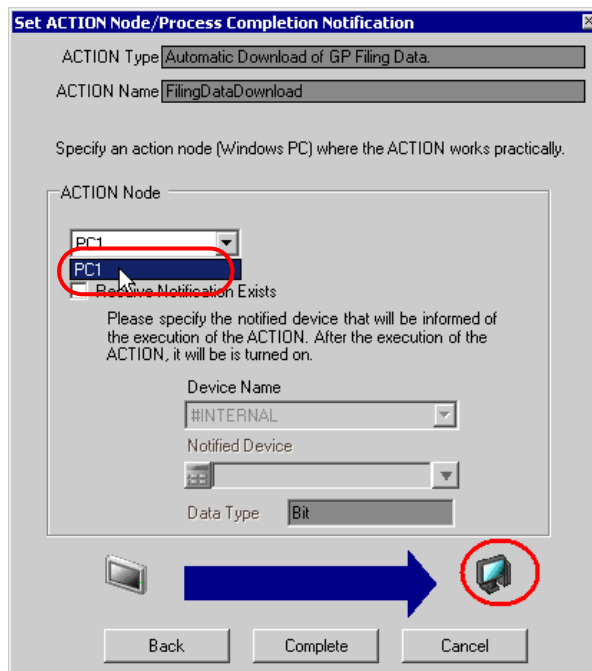 Set ACTION Node/Process Completion Notification
ACTION Type Automatic Download of GP Filing Data.
ACTION Name FilingDataDownload
Specify an action node (Windows PC) where the ACTION works practically.
ACTION Node
PC1
PC1
Receive Notification Exists
Please specify the notified device that will be informed of
the execution of the ACTION. After the execution of the
ACTION, it will be is turned on.
Device Name
#INTERNAL
Notified Device
Data Type Bit
Back Complete Cancel